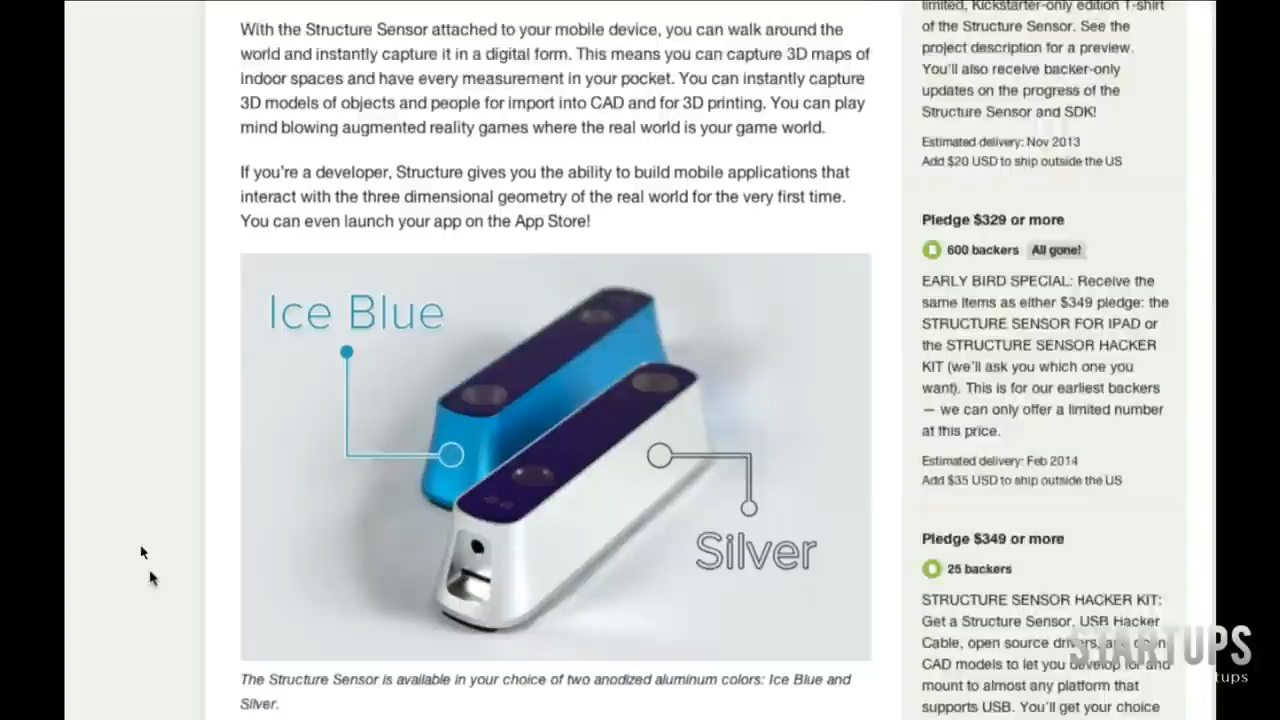 With the Structure Sensor attached to your mobile device, you can walk around the
world and instantly capture it in a digital form. This means you can capture 3D maps of
indoor spaces and have every measurement in your pocket. You can instantly capture
3D models of objects and people for import into CAD and for 3D printing. You can play
mind blowing augmented reality games where the real world is your game world.
If you're a developer, Structure gives you the ability to build mobile applications that
interact with the three dimensional geometry of the real world for the very first time.
You can even launch your app on the App Store!
Ice Blue
Silver
The Structure Sensor is available in your choice of two anodized aluminum colors: Ice Blue and
Silver.
limited, Kickstarter-only edition T-shirt
of the Structure Sensor. See the
project description for a preview.
You'll also receive backer-only
updates on the progress of the
Structure Sensor and SDK!
Estimated delivery: Nov 2013
Add $20 USD to ship outside the US
Pledge $329 or more
600 backers All gone!
EARLY BIRD SPECIAL: Receive the
same items as either $349 pledge: the
STRUCTURE SENSOR FOR IPAD or
the STRUCTURE SENSOR HACKER
KIT (we'll ask you which one you
want). This is for our earliest backers
— we can only offer a limited number
at this price.
Estimated delivery: Feb 2014
Add $35 USD to ship outside the US
Pledge $349 or more
25 backers
STRUCTURE SENSOR HACKER KIT:
Get a Structure Sensor, USB Hacker
Cable, open source drivers, and open
CAD models to let you develop for and
mount to almost any platform that
supports USB. You'll get your choice
STARTUPS
tups